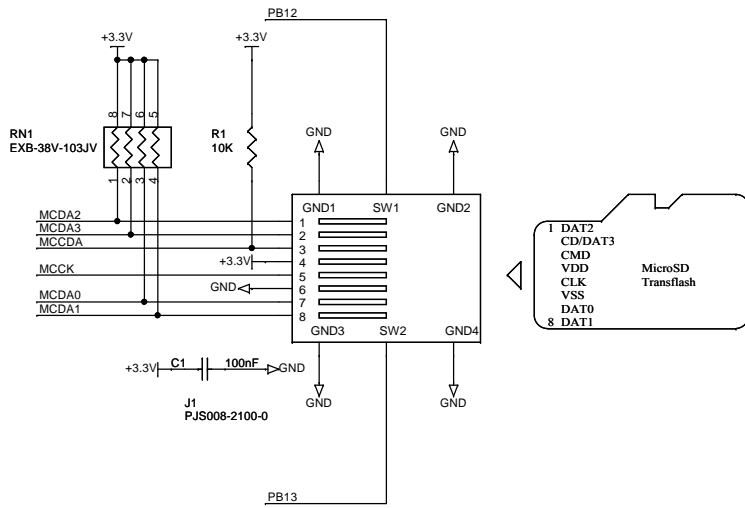 PB12
+3.3V
+3.3V
8 7 6 5
RN1
EXB-38V-103JV
R1
10K
GND
GND
1 2 3 4
GND1
SW1
GND2
MCDA2
1
MCDA3
2
MCCDA
3
+3.3V
4
MCCK
5
GND
6
MCDA0
7
MCDA1
8
GND3
SW2
GND4
+3.3V
C1
100nF
GND
GND
GND
J1
PJS008-2100-0
PB13
1 DAT2
CD/DAT3
CMD
VDD
CLK
VSS
DAT0
8 DAT1
MicroSD
Transflash